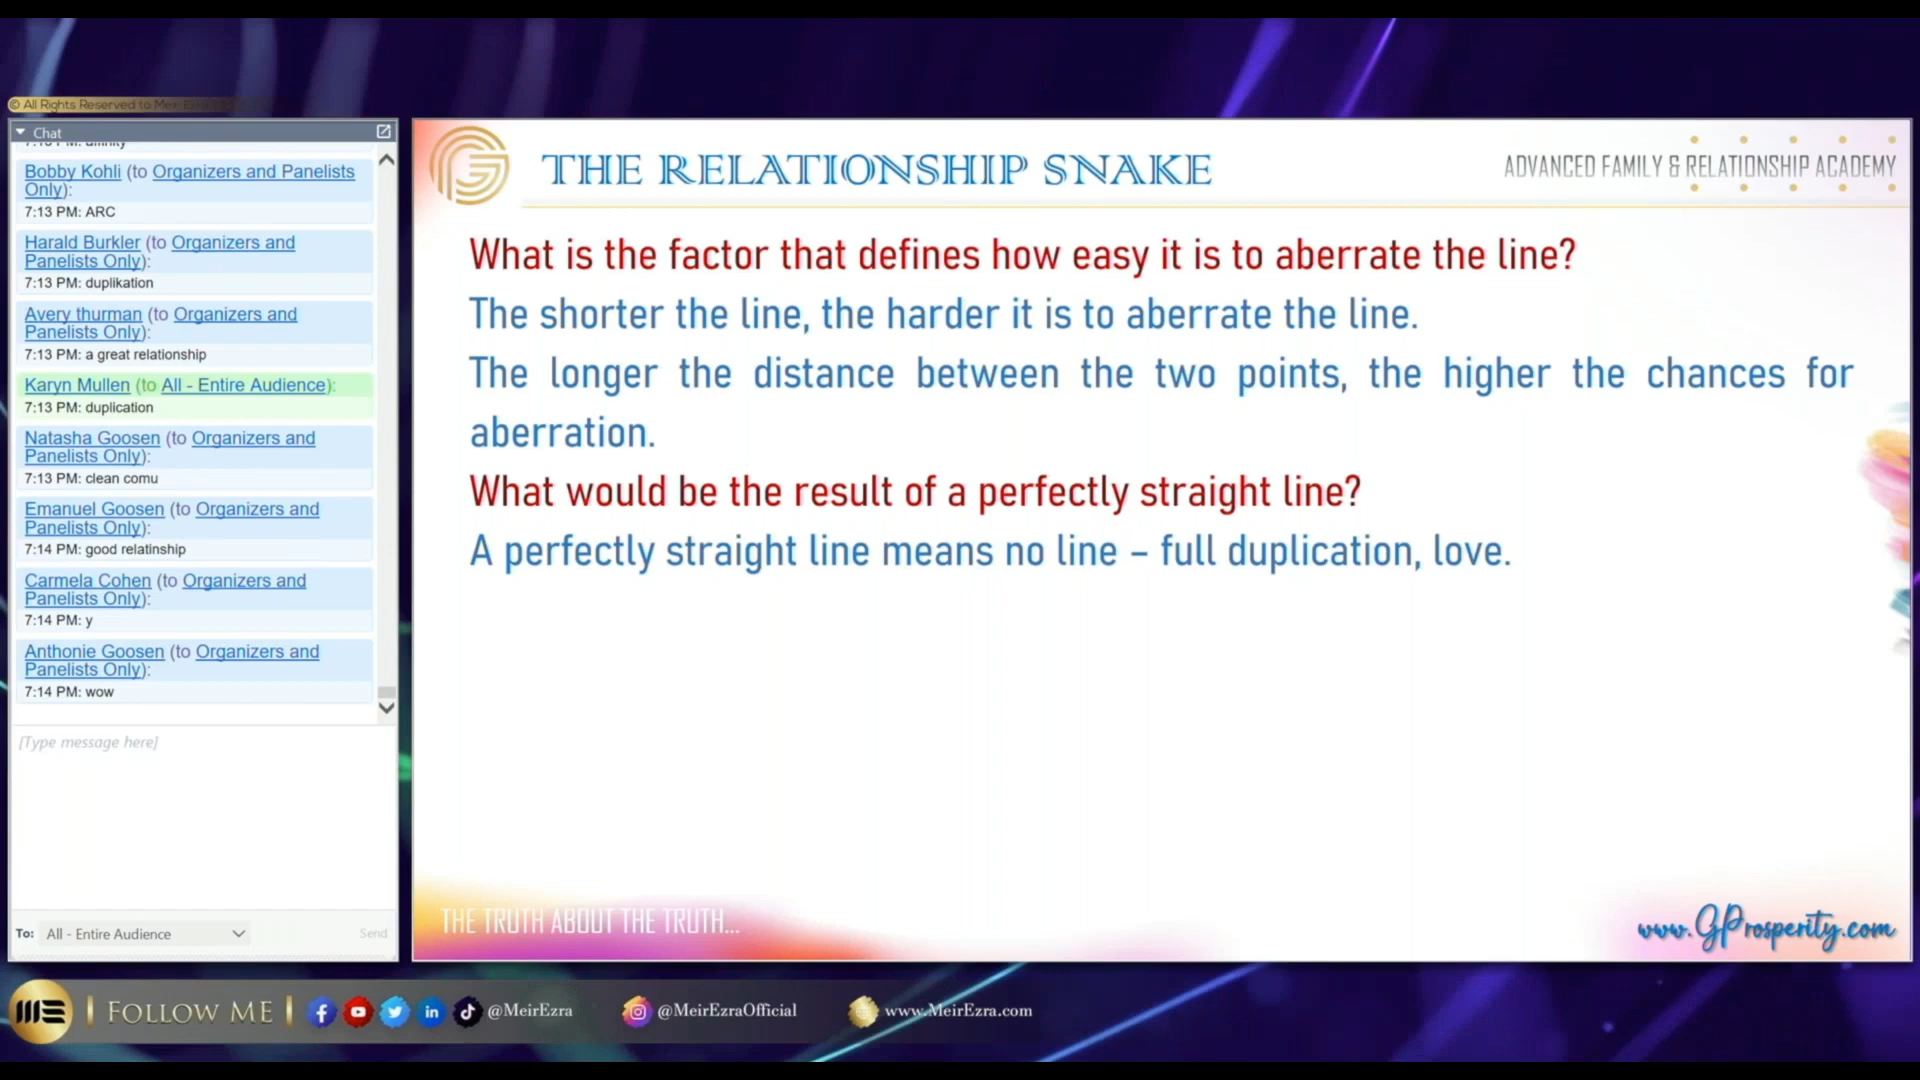 © All Rights Reserved to Meir Ezra
Chat
Bobby Kohli (to Organizers and Panelists
Only):
7:13 PM: ARC
Harald Burkler (to Organizers and
Panelists Only):
7:13 PM: duplikation
Avery thurman (to Organizers and
Panelists Only):
7:13 PM: a great relationship
Karyn Mullen (to All - Entire Audience):
7:13 PM: duplication
Natasha Goosen (to Organizers and
Panelists Only):
7:13 PM: clean comu
Emanuel Goosen (to Organizers and
Panelists Only):
7:14 PM: good relatinship
Carmela Cohen (to Organizers and
Panelists Only):
7:14 PM: y
Anthonie Goosen (to Organizers and
Panelists Only):
7:14 PM: wow
[Type message here]
To: All - Entire Audience
Send
THE RELATIONSHIP SNAKE
ADVANCED FAMILY & RELATIONSHIP ACADEMY
What is the factor that defines how easy it is to aberrate the line?
The shorter the line, the harder it is to aberrate the line.
The longer the distance between the two points, the higher the chances for
aberration.
What would be the result of a perfectly straight line?
A perfectly straight line means no line – full duplication, love.
THE TRUTH ABOUT THE TRUTH...
www.GProsperity.com
FOLLOW ME
@MeirEzra
@MeirEzraOfficial
www.MeirEzra.com